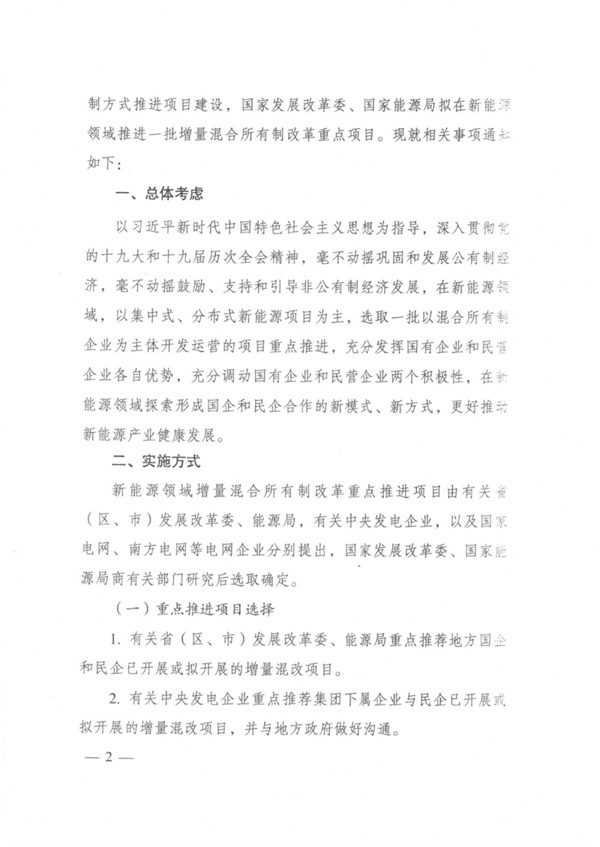 制方式推进项目建设，国家发展改革委、国家能源局拟在新能源
领域推进一批增量混合所有制改革重点项目。现就相关事项通知
如下：
一、总体考虑
以习近平新时代中国特色社会主义思想为指导，深入贯彻党
的十九大和十九届历次全会精神，毫不动摇巩固和发展公有制经
济，毫不动摇鼓励、支持和引导非公有制经济发展，在新能源领
域，以集中式、分布式新能源项目为主，选取一批以混合所有制
企业为主体开发运营的项目重点推进，充分发挥国有企业和民营
企业各自优势，充分调动国有企业和民营企业两个积极性，在新
能源领域探索形成国企和民企合作的新模式、新方式，更好推动
新能源产业健康发展。
二、实施方式
新能源领域增量混合所有制改革重点推进项目由有关省
（区、市）发展改革委、能源局，有关中央发电企业，以及国家
电网、南方电网等电网企业分别提出，国家发展改革委、国家能
源局商有关部门研究后选取确定。
（一）重点推进项目选择
1. 有关省（区、市）发展改革委、能源局重点推荐地方国企
和民企已开展或拟开展的增量混改项目。
2. 有关中央发电企业重点推荐集团下属企业与民企已开展或
拟开展的增量混改项目，并与地方政府做好沟通。
— 2 —